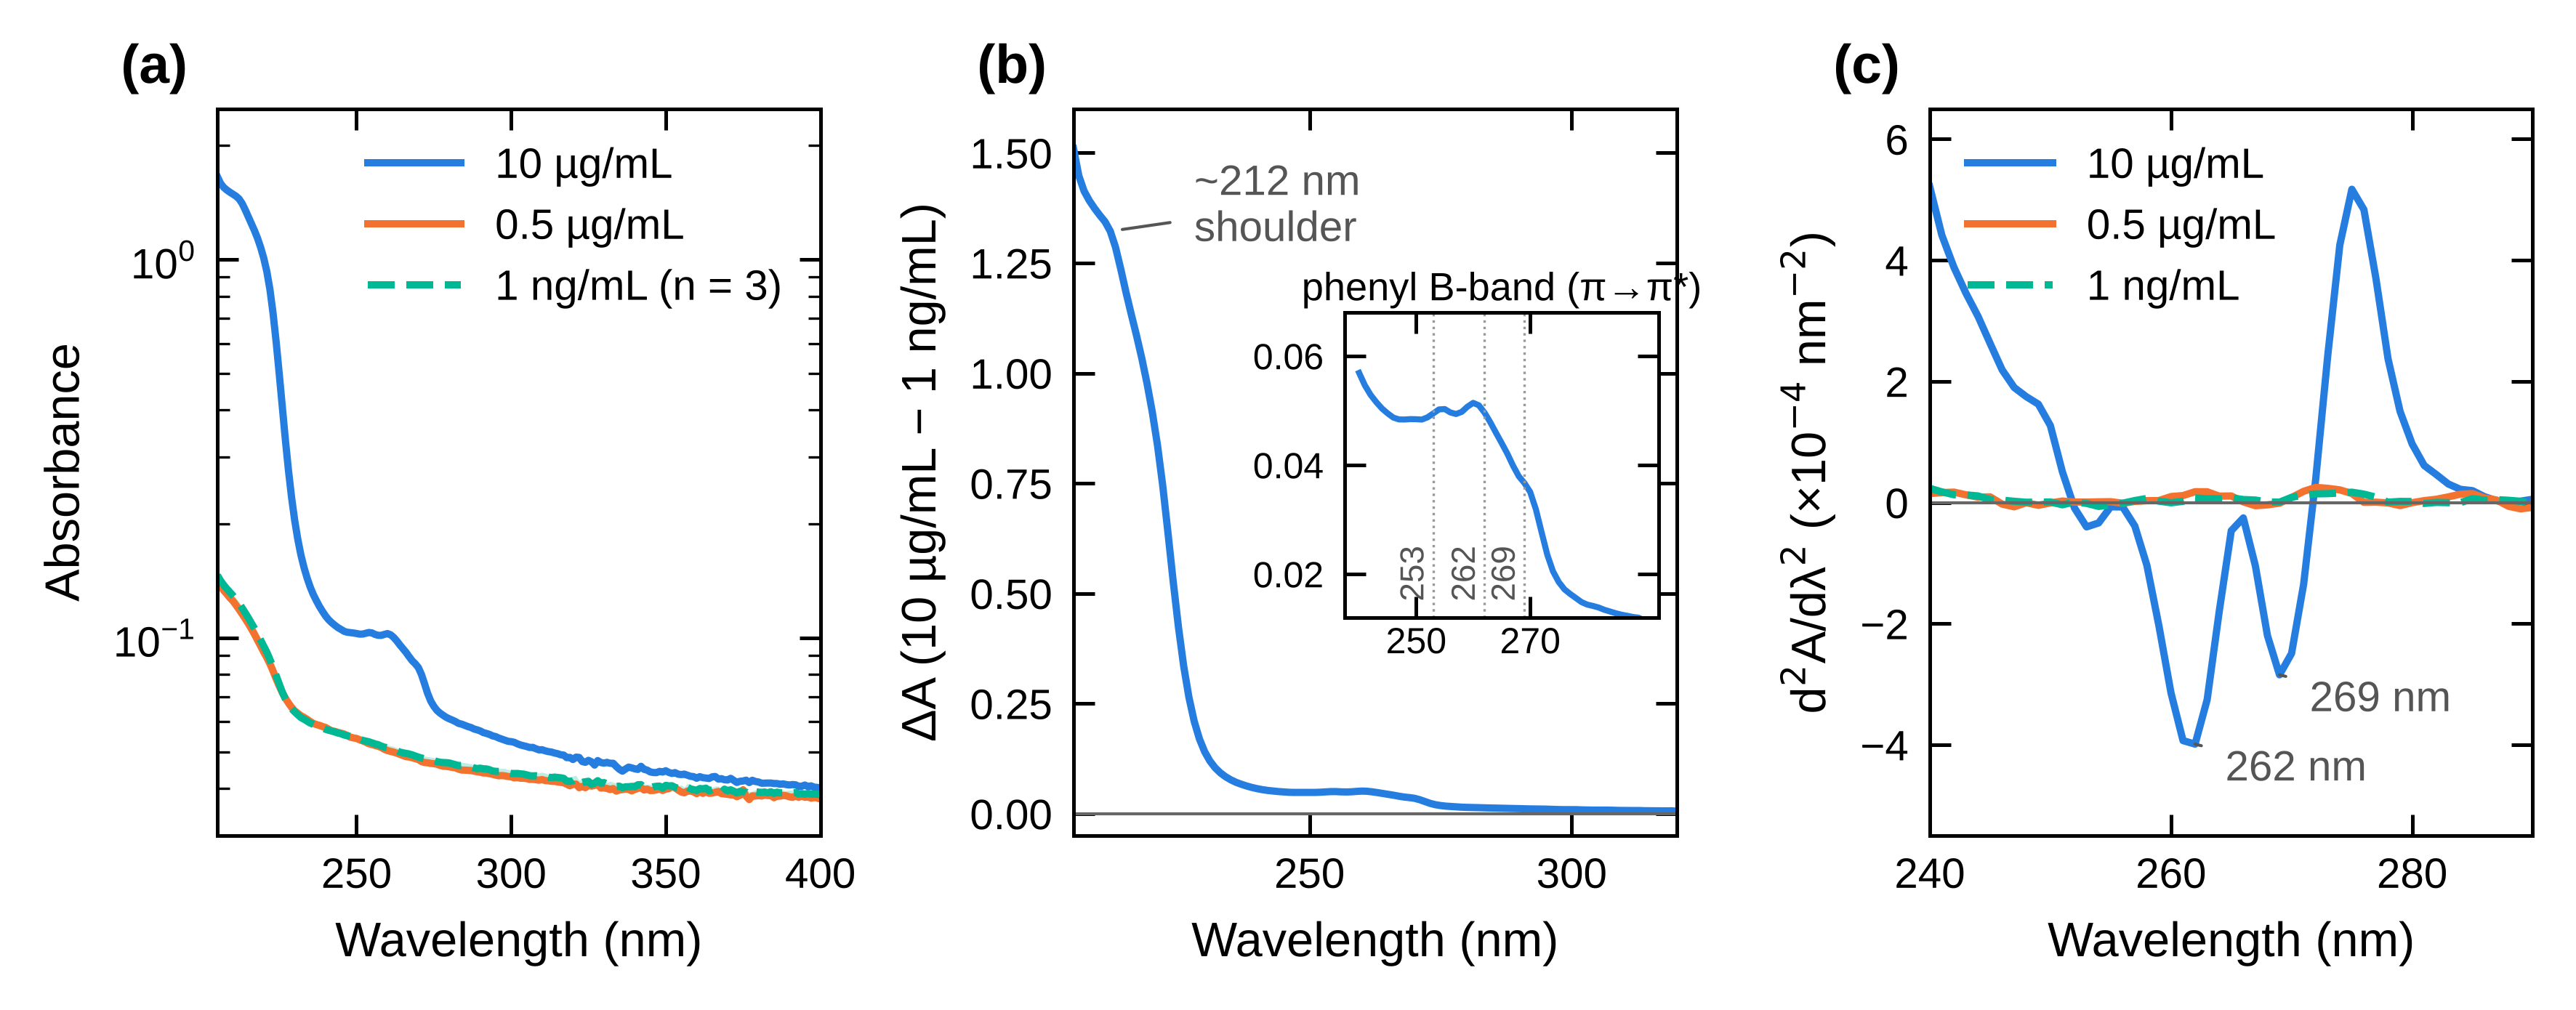 (a)
10 µg/mL
0.5 µg/mL
1 ng/mL (n = 3)
10⁰
10⁻¹
Absorbance
250 300 350 400
Wavelength (nm)
(b)
1.50
1.25
1.00
0.75
0.50
0.25
0.00
ΔA (10 µg/mL − 1 ng/mL)
~212 nm
shoulder
phenyl B-band (π→π*)
0.06
0.04
0.02
253 262 269
250 270
250 300
Wavelength (nm)
(c)
10 µg/mL
0.5 µg/mL
1 ng/mL
6
4
2
0
−2
−4
d²A/dλ² (×10⁻⁴ nm⁻²)
269 nm
262 nm
240 260 280
Wavelength (nm)